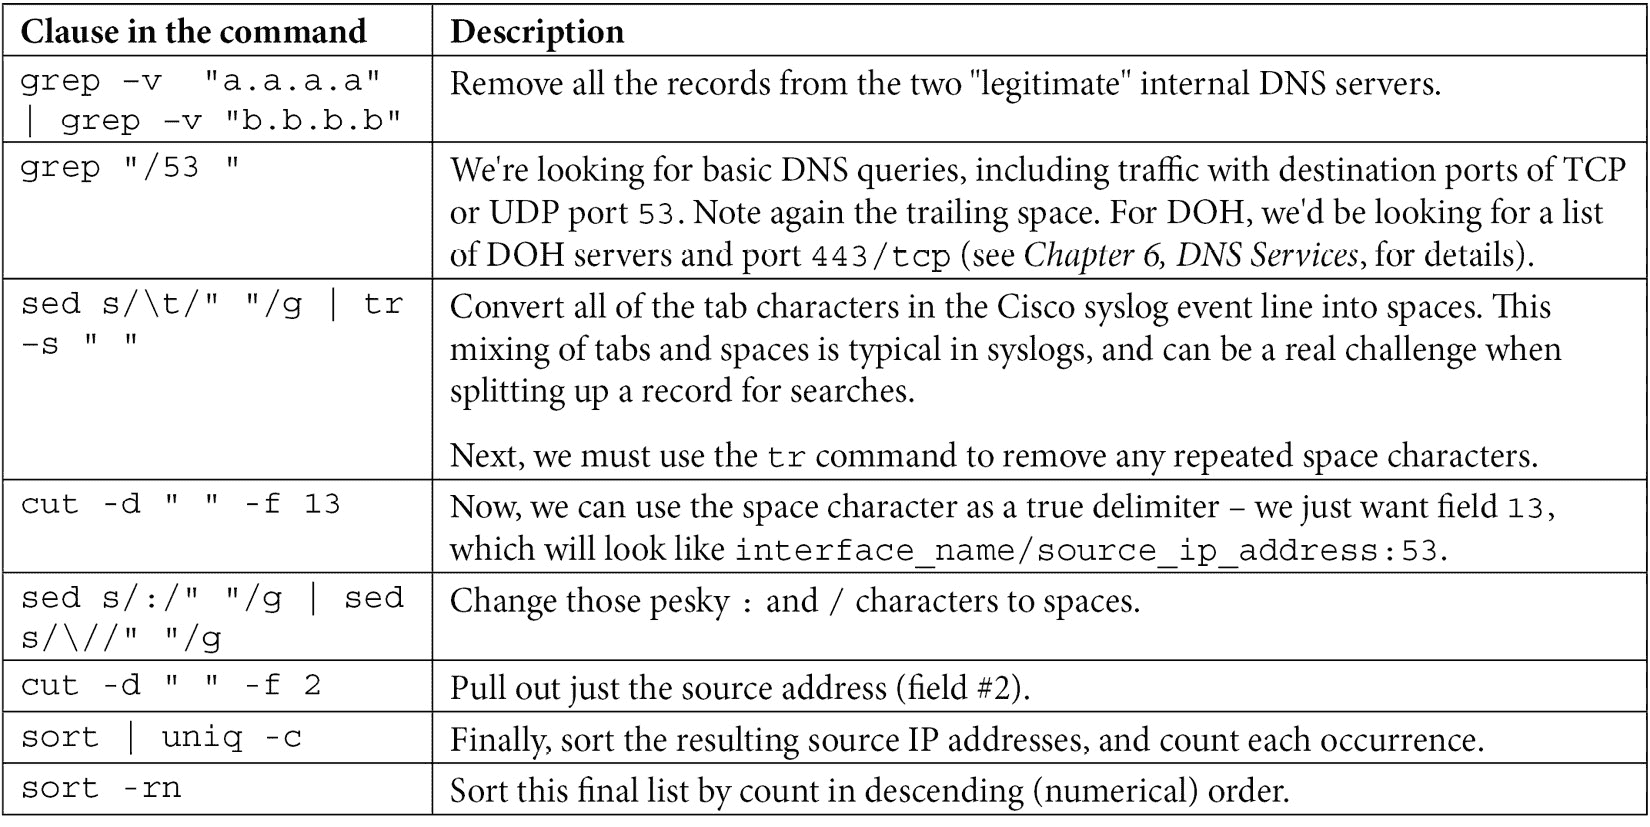 Clause in the command
Description
grep –v  "a.a.a.a"
| grep –v "b.b.b.b"
Remove all the records from the two "legitimate" internal DNS servers.
grep "/53 "
We're looking for basic DNS queries, including traffic with destination ports of TCP
or UDP port 53. Note again the trailing space. For DOH, we'd be looking for a list
of DOH servers and port 443/tcp (see Chapter 6, DNS Services, for details).
sed s/\t/" "/g | tr
–s " "
Convert all of the tab characters in the Cisco syslog event line into spaces. This
mixing of tabs and spaces is typical in syslogs, and can be a real challenge when
splitting up a record for searches.
Next, we must use the tr command to remove any repeated space characters.
cut -d " " -f 13
Now, we can use the space character as a true delimiter – we just want field 13,
which will look like interface_name/source_ip_address:53.
sed s/:/" "/g | sed
s/\//" "/g
Change those pesky : and / characters to spaces.
cut -d " " -f 2
Pull out just the source address (field #2).
sort | uniq -c
Finally, sort the resulting source IP addresses, and count each occurrence.
sort -rn
Sort this final list by count in descending (numerical) order.